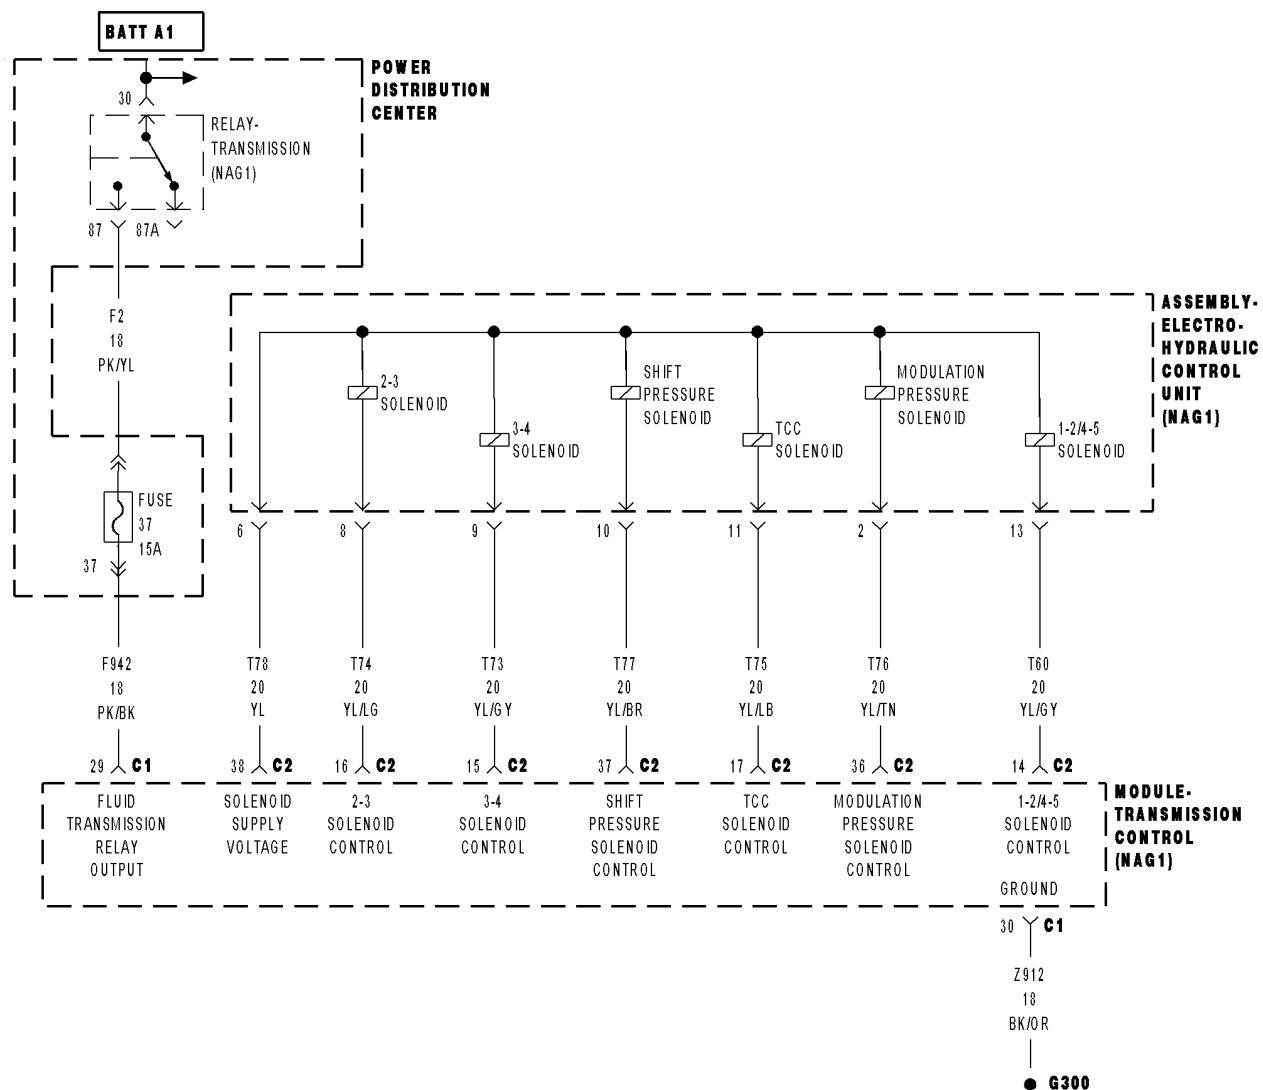 BATT A1
POWER
DISTRIBUTION
CENTER
30
RELAY-
TRANSMISSION
(NAG1)
87
87A
F2
18
PK/YL
FUSE
37
15A
37
ASSEMBLY-
ELECTRO-
HYDRAULIC
CONTROL
UNIT
(NAG1)
2-3
SOLENOID
3-4
SOLENOID
SHIFT
PRESSURE
SOLENOID
TCC
SOLENOID
MODULATION
PRESSURE
SOLENOID
1-2/4-5
SOLENOID
6
8
9
10
11
2
13
F942
18
PK/BK
T78
20
YL
T74
20
YL/LG
T73
20
YL/GY
T77
20
YL/BR
T75
20
YL/LB
T76
20
YL/TN
T60
20
YL/GY
29 C1
38 C2
16 C2
15 C2
37 C2
17 C2
36 C2
14 C2
FLUID
TRANSMISSION
RELAY
OUTPUT
SOLENOID
SUPPLY
VOLTAGE
2-3
SOLENOID
CONTROL
3-4
SOLENOID
CONTROL
SHIFT
PRESSURE
SOLENOID
CONTROL
TCC
SOLENOID
CONTROL
MODULATION
PRESSURE
SOLENOID
CONTROL
1-2/4-5
SOLENOID
CONTROL
GROUND
MODULE-
TRANSMISSION
CONTROL
(NAG1)
30 C1
Z912
18
BK/OR
G300